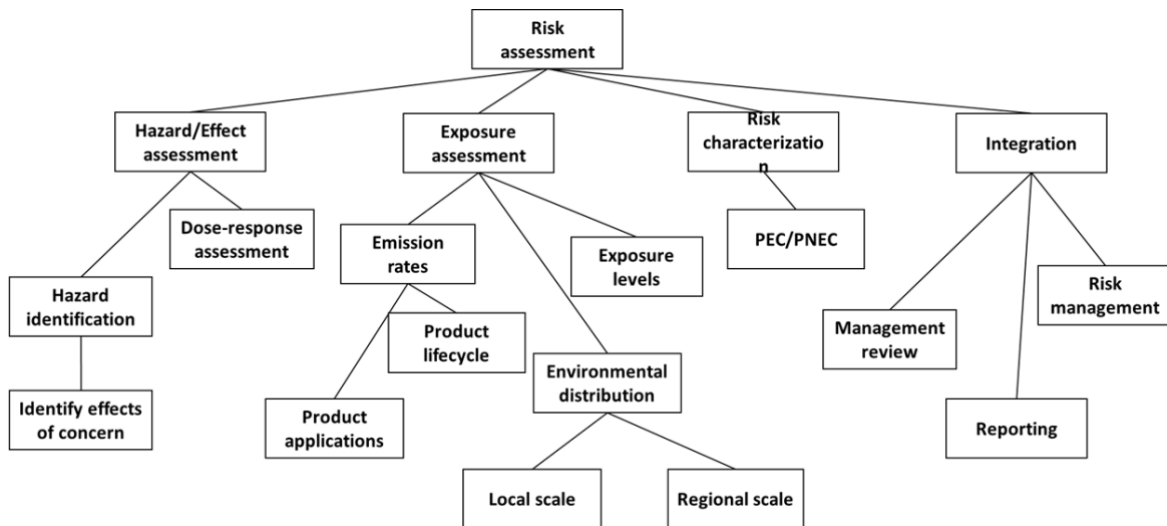 Risk
assessment
Hazard/Effect
assessment
Exposure
assessment
Risk
characterizatio
n
Integration
Dose-response
assessment
Emission
rates
Exposure
levels
PEC/PNEC
Hazard
identification
Product
lifecycle
Risk
management
Management
review
Environmental
distribution
Identify effects
of concern
Product
applications
Reporting
Local scale
Regional scale